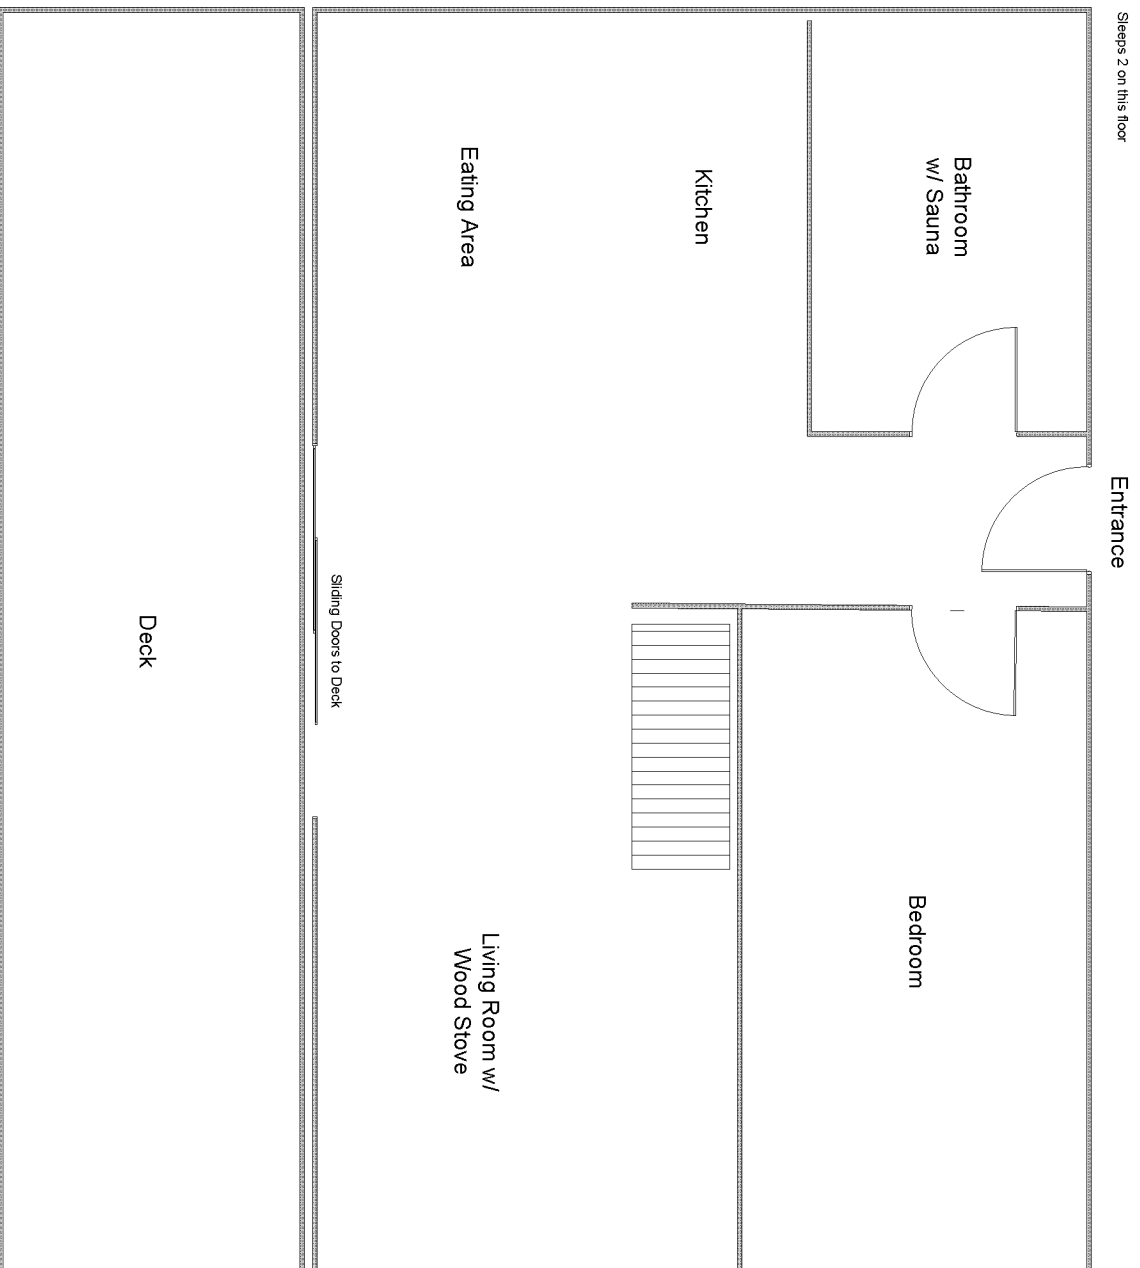 Sleeps 2 on this floor
Entrance
Bathroom
w/ Sauna
Kitchen
Eating Area
Bedroom
Living Room w/
Wood Stove
Sliding Doors to Deck
Deck